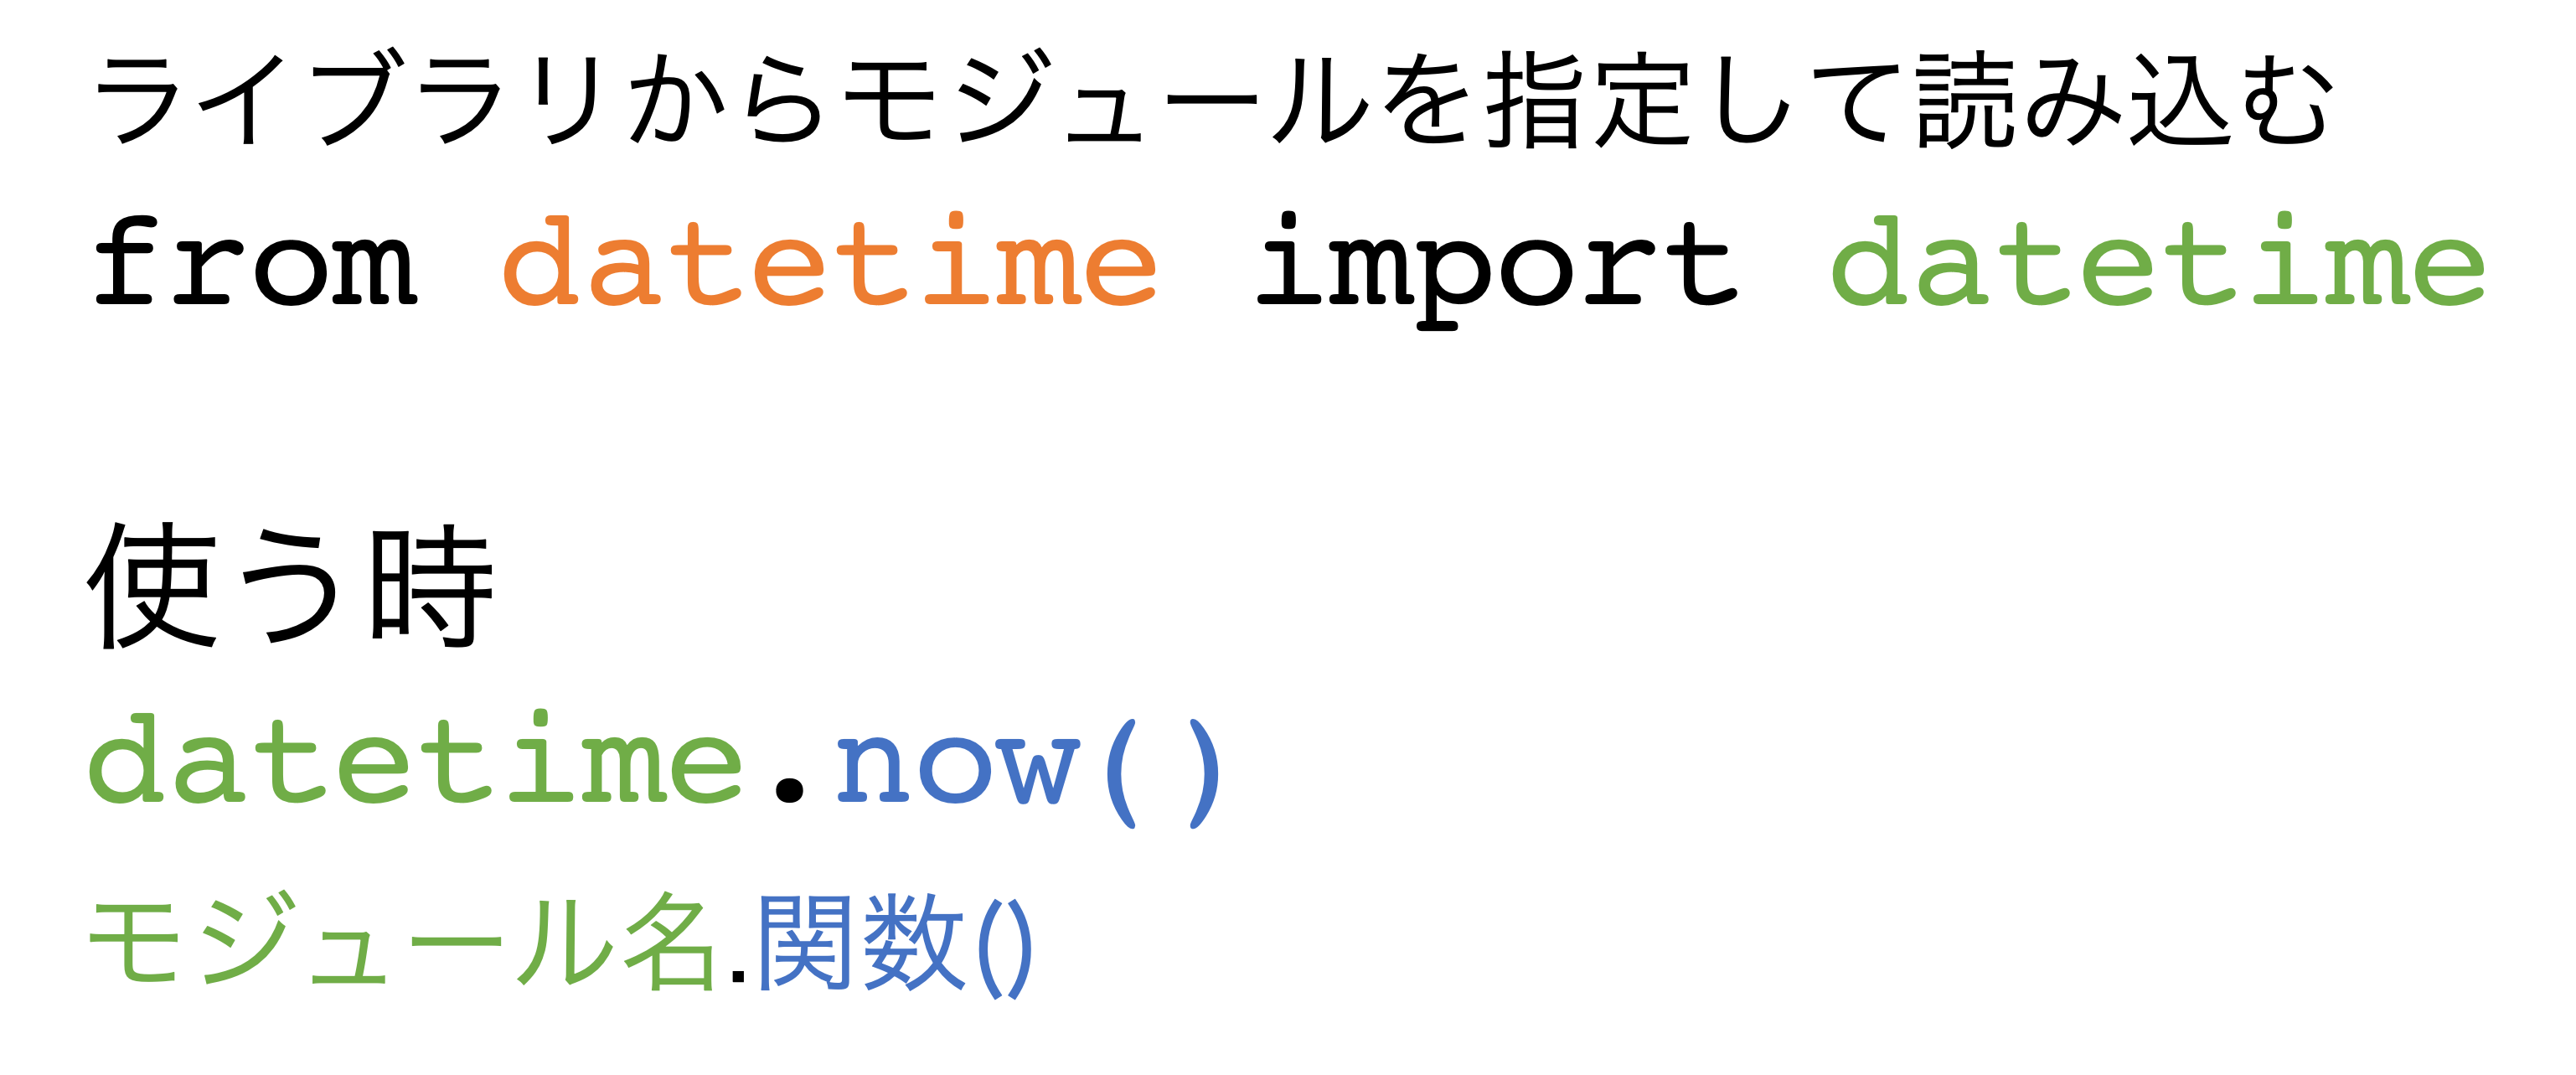 ライブラリからモジュールを指定して読み込む
from datetime import datetime
使う時
datetime.now()
モジュール名.関数()